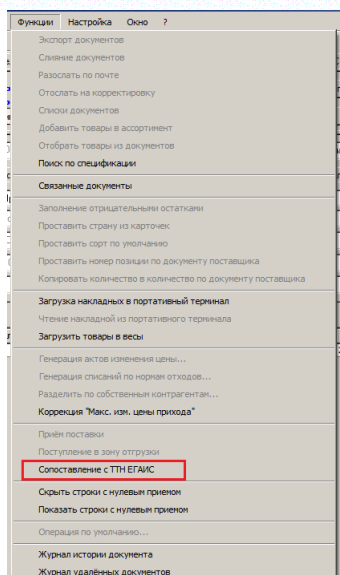 Функции Настройка Окно ?
Экспорт документов
Слияние документов
Разослать по почте
Отослать на корректировку
Списки документов
Добавить товары в ассортимент
Отобрать товары из документов
Поиск по спецификации
Связанные документы
Заполнение отрицательными остатками
Проставить страну из карточек
Проставить сорт по умолчанию
Проставить номер позиции по документу поставщика
Копировать количество в количество по документу поставщика
Загрузка накладных в портативный терминал
Чтение накладной из портативного терминала
Загрузить товары в весы
Генерация актов изменения цены...
Генерация списаний по нормам отходов...
Разделить по собственным контрагентам...
Коррекция "Макс. изм. цены прихода"
Приём поставки
Поступление в зону отгрузки
Сопоставление с ТТН ЕГАИС
Скрыть строки с нулевым приемом
Показать строки с нулевым приемом
Операция по умолчанию...
Журнал истории документа
Журнал удалённых документов